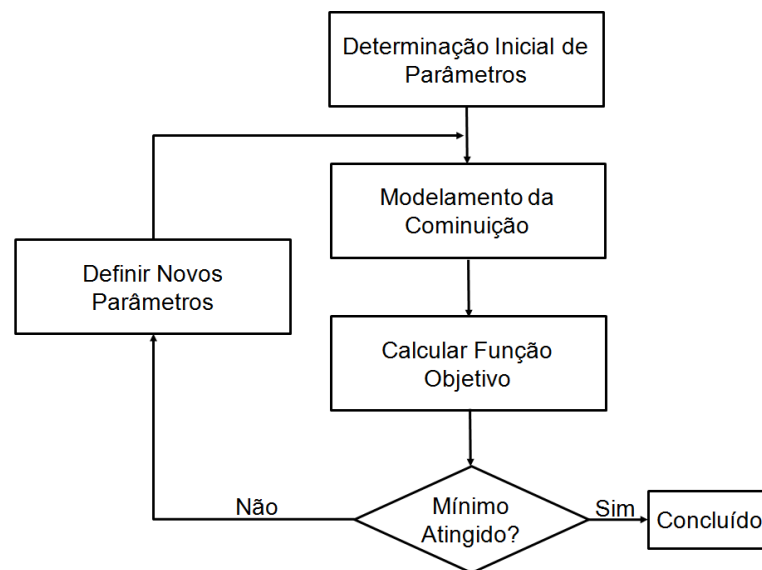 Determinação Inicial de
Parâmetros
Modelamento da
Cominuição
Definir Novos
Parâmetros
Calcular Função
Objetivo
Não
Mínimo
Atingido?
Sim
Concluído